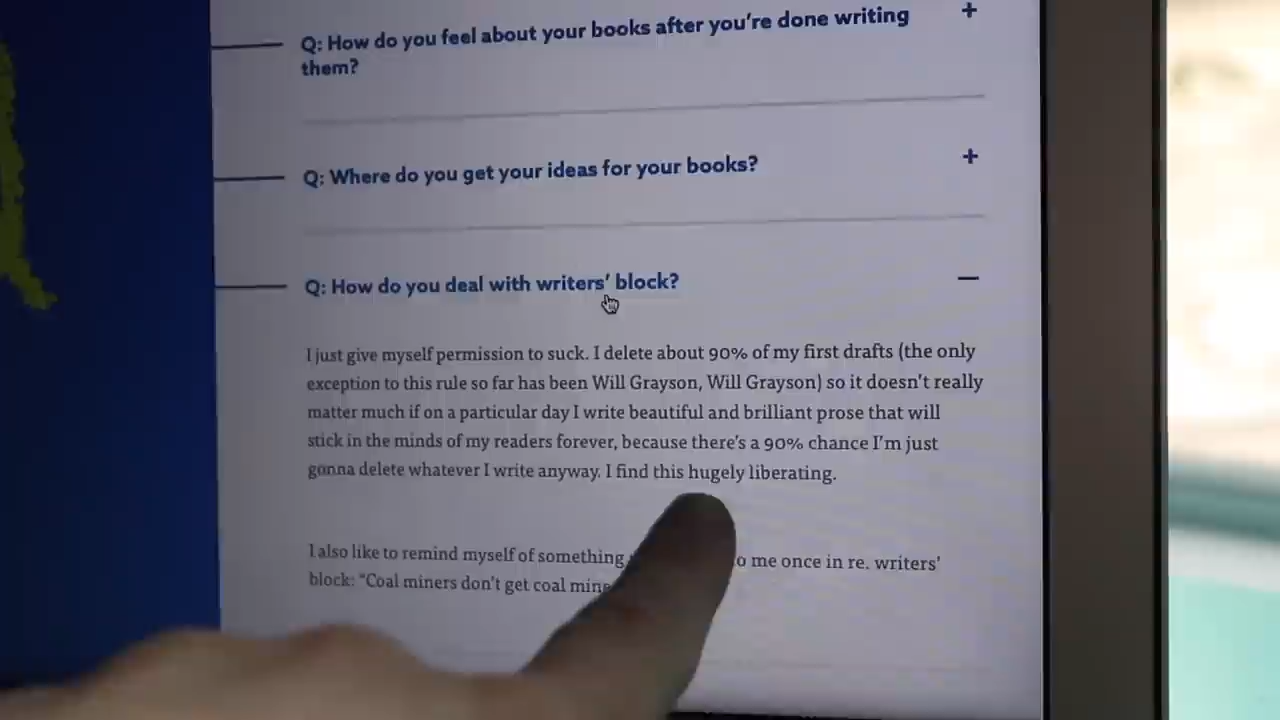 Q: How do you feel about your books after you're done writing
them?
+
Q: Where do you get your ideas for your books?
+
Q: How do you deal with writers' block?
—
I just give myself permission to suck. I delete about 90% of my first drafts (the only
exception to this rule so far has been Will Grayson, Will Grayson) so it doesn't really
matter much if on a particular day I write beautiful and brilliant prose that will
stick in the minds of my readers forever, because there's a 90% chance I'm just
gonna delete whatever I write anyway. I find this hugely liberating.
I also like to remind myself of something me once in re. writers'
block: "Coal miners don't get coal